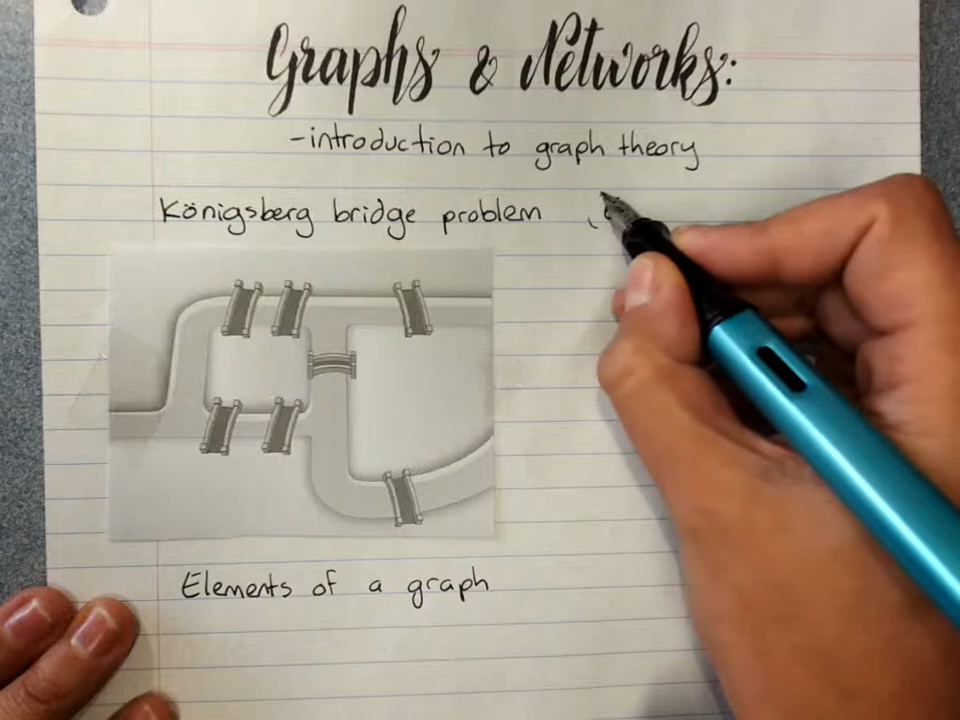 Graphs & Networks:
-introduction to graph theory
Königsberg bridge problem (
Elements of a graph